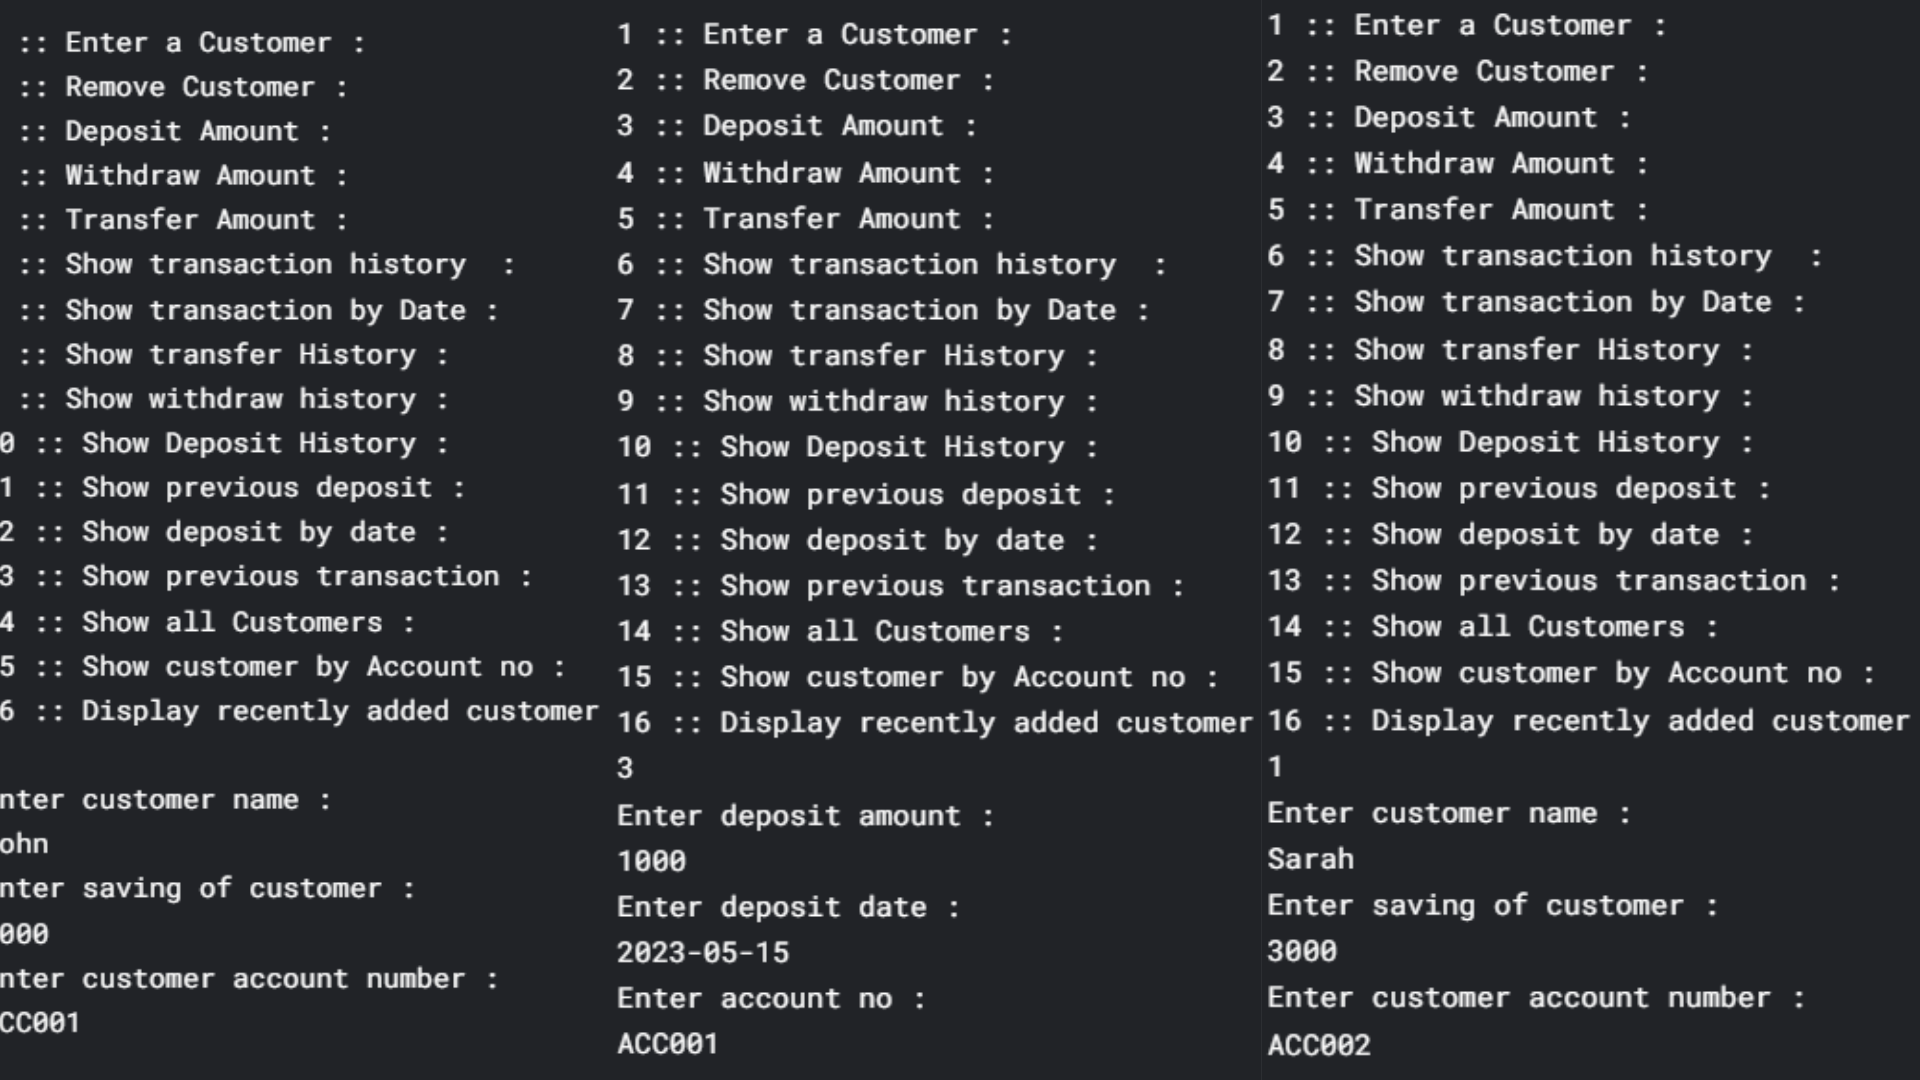 :: Enter a Customer :
:: Remove Customer :
:: Deposit Amount :
:: Withdraw Amount :
:: Transfer Amount :
:: Show transaction history  :
:: Show transaction by Date :
:: Show transfer History :
:: Show withdraw history :
0 :: Show Deposit History :
1 :: Show previous deposit :
2 :: Show deposit by date :
3 :: Show previous transaction :
4 :: Show all Customers :
5 :: Show customer by Account no :
6 :: Display recently added customer
nter customer name :
ohn
nter saving of customer :
000
nter customer account number :
CC001
1 :: Enter a Customer :
2 :: Remove Customer :
3 :: Deposit Amount :
4 :: Withdraw Amount :
5 :: Transfer Amount :
6 :: Show transaction history  :
7 :: Show transaction by Date :
8 :: Show transfer History :
9 :: Show withdraw history :
10 :: Show Deposit History :
11 :: Show previous deposit :
12 :: Show deposit by date :
13 :: Show previous transaction :
14 :: Show all Customers :
15 :: Show customer by Account no :
16 :: Display recently added customer
3
Enter deposit amount :
1000
Enter deposit date :
2023-05-15
Enter account no :
ACC001
1 :: Enter a Customer :
2 :: Remove Customer :
3 :: Deposit Amount :
4 :: Withdraw Amount :
5 :: Transfer Amount :
6 :: Show transaction history  :
7 :: Show transaction by Date :
8 :: Show transfer History :
9 :: Show withdraw history :
10 :: Show Deposit History :
11 :: Show previous deposit :
12 :: Show deposit by date :
13 :: Show previous transaction :
14 :: Show all Customers :
15 :: Show customer by Account no :
16 :: Display recently added customer
1
Enter customer name :
Sarah
Enter saving of customer :
3000
Enter customer account number :
ACC002